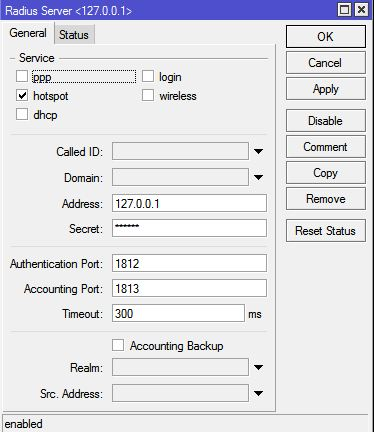 Radius Server <127.0.0.1>
General Status
Service
ppp login
hotspot wireless
dhcp
Called ID:
Domain:
Address: 127.0.0.1
Secret: ******
Authentication Port: 1812
Accounting Port: 1813
Timeout: 300 ms
Accounting Backup
Realm:
Src. Address:
OK
Cancel
Apply
Disable
Comment
Copy
Remove
Reset Status
enabled